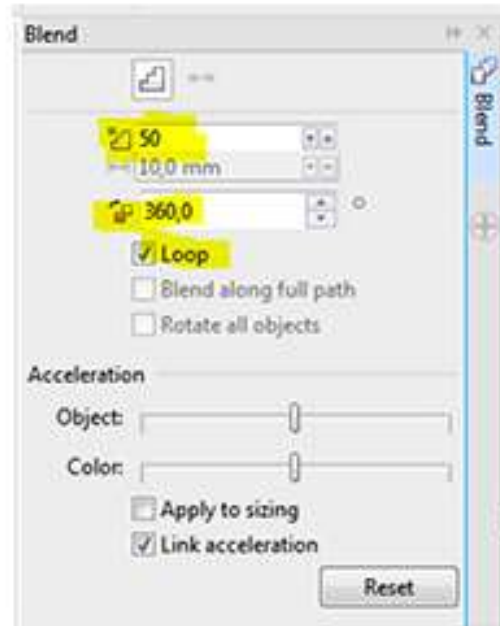 Blend
Blend
50
10,0 mm
360,0 °
Loop
Blend along full path
Rotate all objects
Acceleration
Object:
Color:
Apply to sizing
Link acceleration
Reset